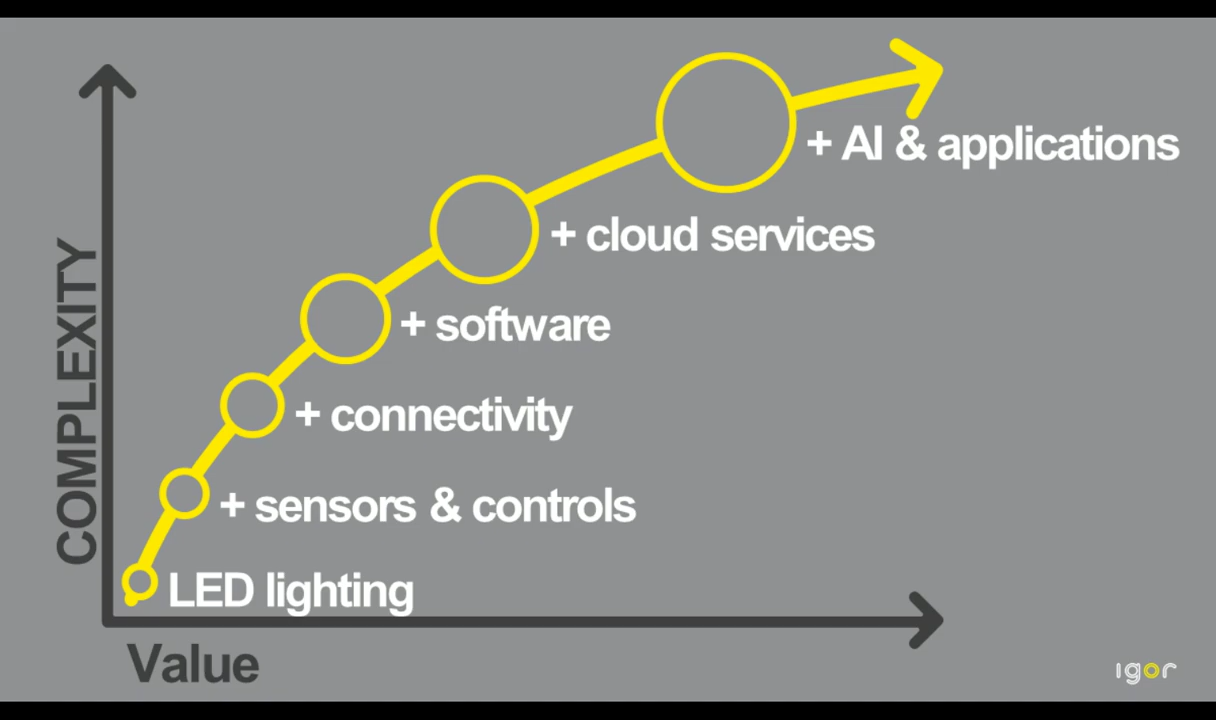 + AI & applications
+ cloud services
+ software
+ connectivity
+ sensors & controls
LED lighting
COMPLEXITY
Value
igor